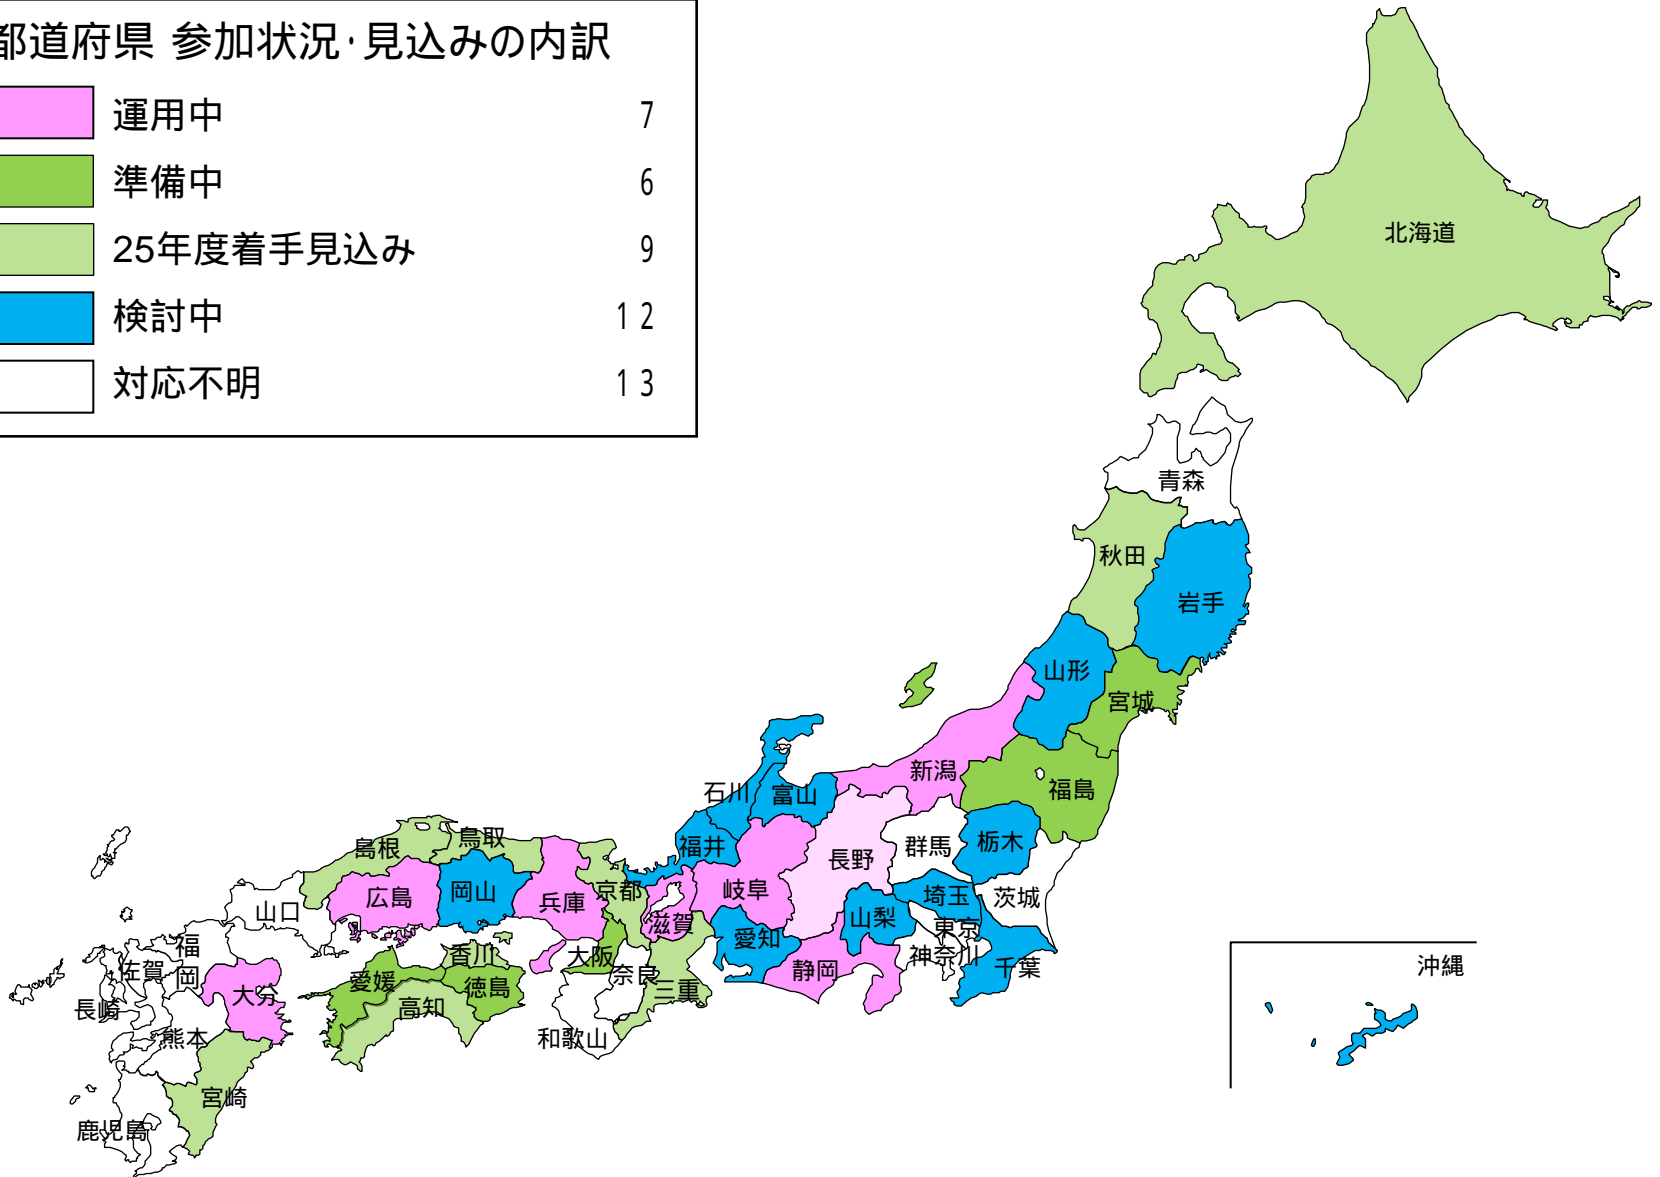 都道府県 参加状況・見込みの内訳
運用中 7
準備中 6
25年度着手見込み 9
検討中 12
対応不明 13
北海道
青森
秋田
岩手
山形
宮城
新潟
福島
石川
富山
福井
長野
群馬
栃木
岐阜
埼玉
茨城
山梨
東京
神奈川
千葉
愛知
静岡
島根
鳥取
広島
岡山
兵庫
京都
滋賀
山口
大阪
奈良
三重
和歌山
香川
愛媛
徳島
高知
福岡
佐賀
長崎
大分
熊本
宮崎
鹿児島
沖縄